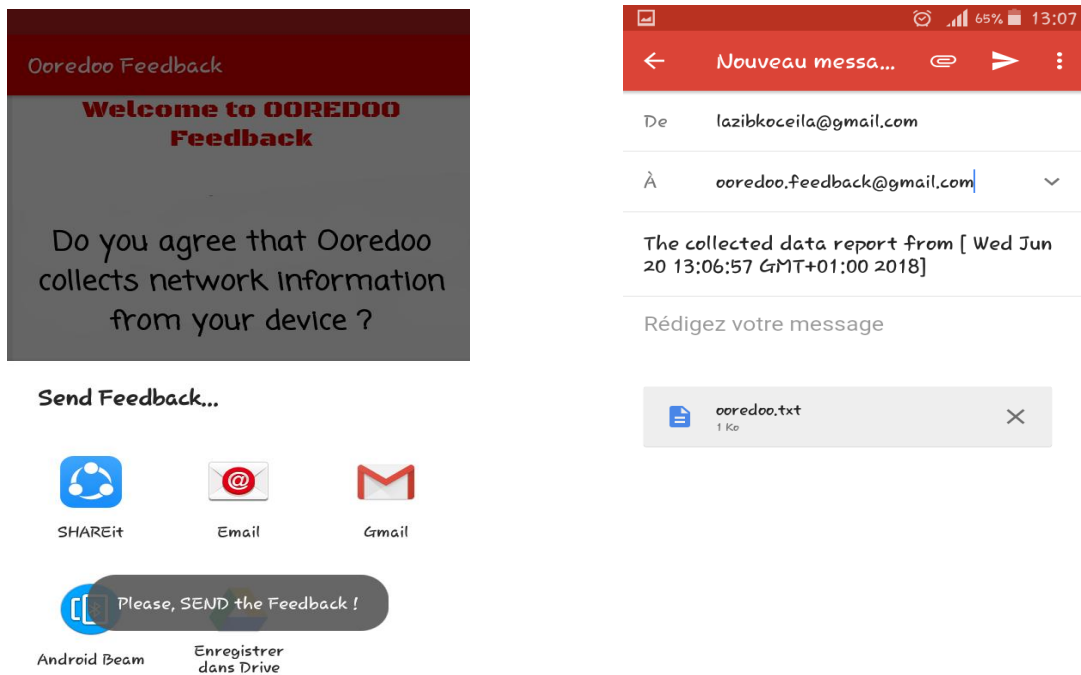 Ooredoo Feedback
Welcome to OOREDOO
Feedback
Do you agree that Ooredoo
collects network information
from your device ?
Send Feedback...
SHAREit
Email
Gmail
Please, SEND the Feedback !
Android Beam
Enregistrer
dans Drive
65% 13:07
Nouveau messa...
De lazibkoceila@gmail.com
À ooredoo.feedback@gmail.com
The collected data report from [ Wed Jun
20 13:06:57 GMT+01:00 2018]
Rédigez votre message
ooredoo.txt
1 Ko